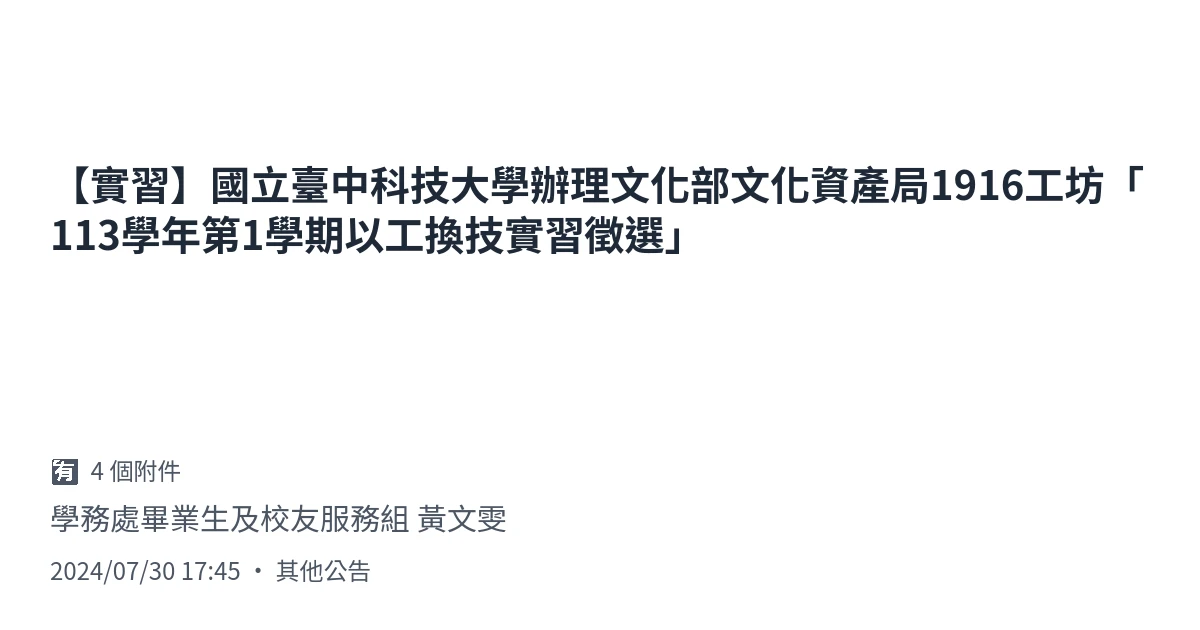 【實習】國立臺中科技大學辦理文化部文化資產局1916工坊「
113學年第1學期以工換技實習徵選」
有 4 個附件
學務處畢業生及校友服務組 黃文雯
2024/07/30 17:45 • 其他公告